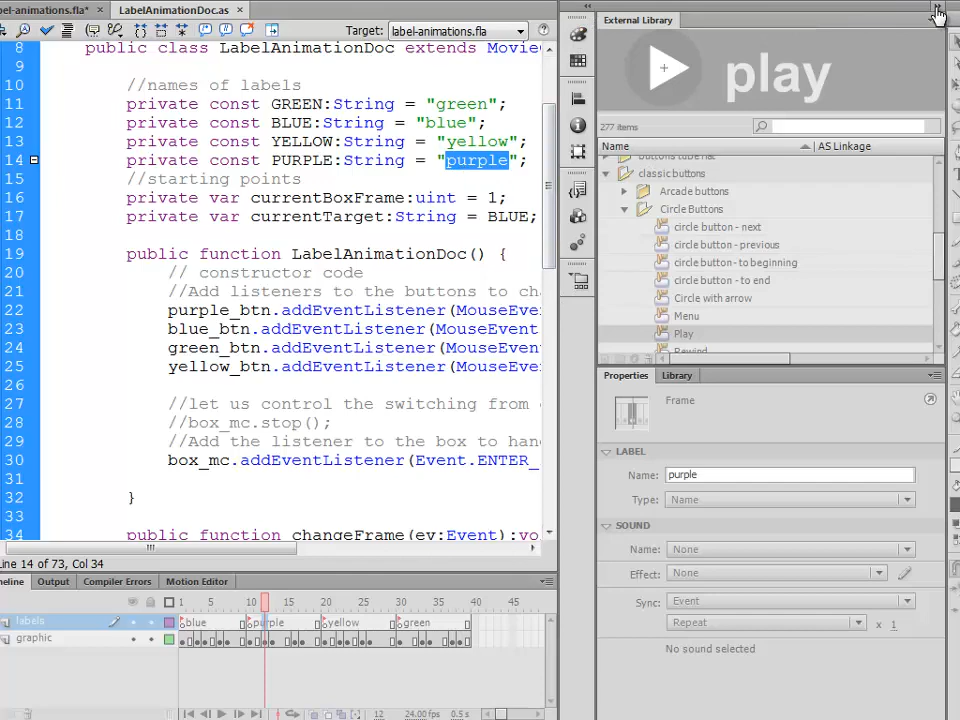 bel-animations.fla*
LabelAnimationDoc.as
Target: label-animations.fla
8 public class LabelAnimationDoc extends Movie
9
10 //names of labels
11 private const GREEN:String = "green";
12 private const BLUE:String = "blue";
13 private const YELLOW:String = "yellow";
14 private const PURPLE:String = "purple";
15 //starting points
16 private var currentBoxFrame:uint = 1;
17 private var currentTarget:String = BLUE;
18
19 public function LabelAnimationDoc() {
20 // constructor code
21 //Add listeners to the buttons to cha
22 purple_btn.addEventListener(MouseEve
23 blue_btn.addEventListener(MouseEvent
24 green_btn.addEventListener(MouseEven
25 yellow_btn.addEventListener(MouseEve
26
27 //let us control the switching from
28 //box_mc.stop();
29 //Add the listener to the box to han
30 box_mc.addEventListener(Event.ENTER_
31
32 }
33
34 public function changeFrame(ev:Event):vo
Line 14 of 73, Col 34
External Library
play
277 items
Name AS Linkage
buttons tube flat
classic buttons
Arcade buttons
Circle Buttons
circle button - next
circle button - previous
circle button - to beginning
circle button - to end
Circle with arrow
Menu
Play
Rewind
Properties Library
Frame
LABEL
Name: purple
Type: Name
SOUND
Name: None
Effect: None
Sync: Event
Repeat x 1
No sound selected
meline Output Compiler Errors Motion Editor
1 5 10 15 20 25 30 35 40 45
labels blue purple yellow green
graphic
12 24.00fps 0.5s